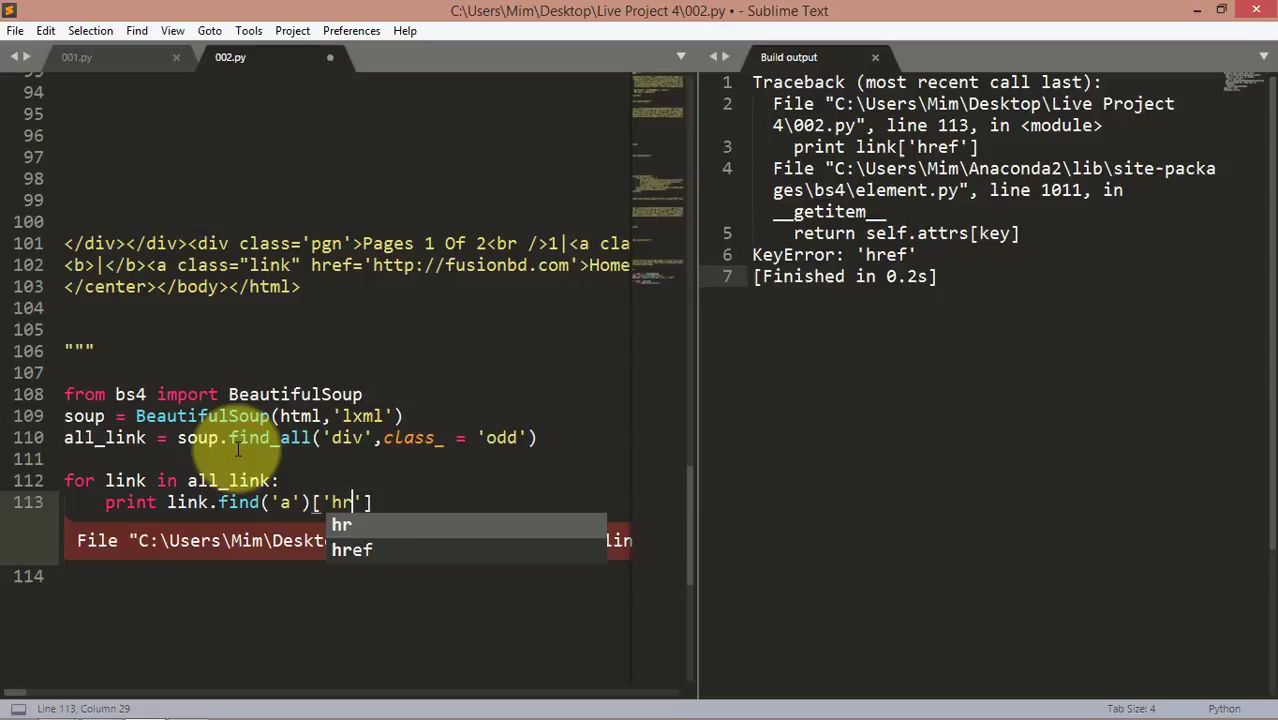 C:\Users\Mim\Desktop\Live Project 4\002.py • - Sublime Text
File Edit Selection Find View Goto Tools Project Preferences Help
001.py 002.py
94
95
96
97
98
99
100
101 </div></div><div class='pgn'>Pages 1 Of 2<br />1|<a cla
102 <b>|</b><a class="link" href='http://fusionbd.com'>Home
103 </center></body></html>
104
105
106 """
107
108 from bs4 import BeautifulSoup
109 soup = BeautifulSoup(html,'lxml')
110 all_link = soup.find_all('div',class_ = 'odd')
111
112 for link in all_link:
113 print link.find('a')['hr']
hr
File "C:\Users\Mim\Deskt lin
href
114
Build output
1 Traceback (most recent call last):
2 File "C:\Users\Mim\Desktop\Live Project
4\002.py", line 113, in <module>
3 print link['href']
4 File "C:\Users\Mim\Anaconda2\lib\site-packa
ges\bs4\element.py", line 1011, in
__getitem__
5 return self.attrs[key]
6 KeyError: 'href'
7 [Finished in 0.2s]
Line 113, Column 29
Tab Size: 4 Python